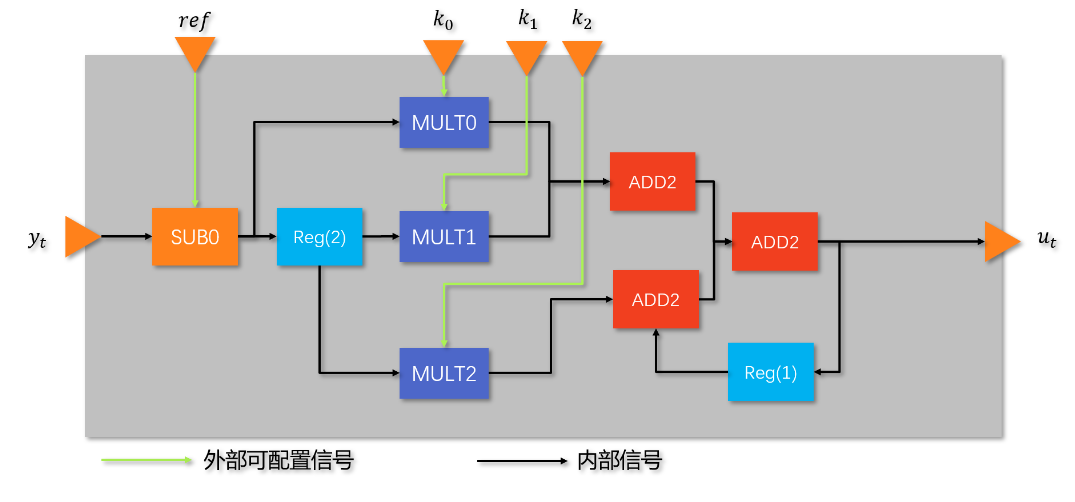 ref
k₀
k₁
k₂
MULT0
ADD2
yₜ
SUB0
Reg(2)
MULT1
ADD2
uₜ
ADD2
MULT2
Reg(1)
外部可配置信号
内部信号